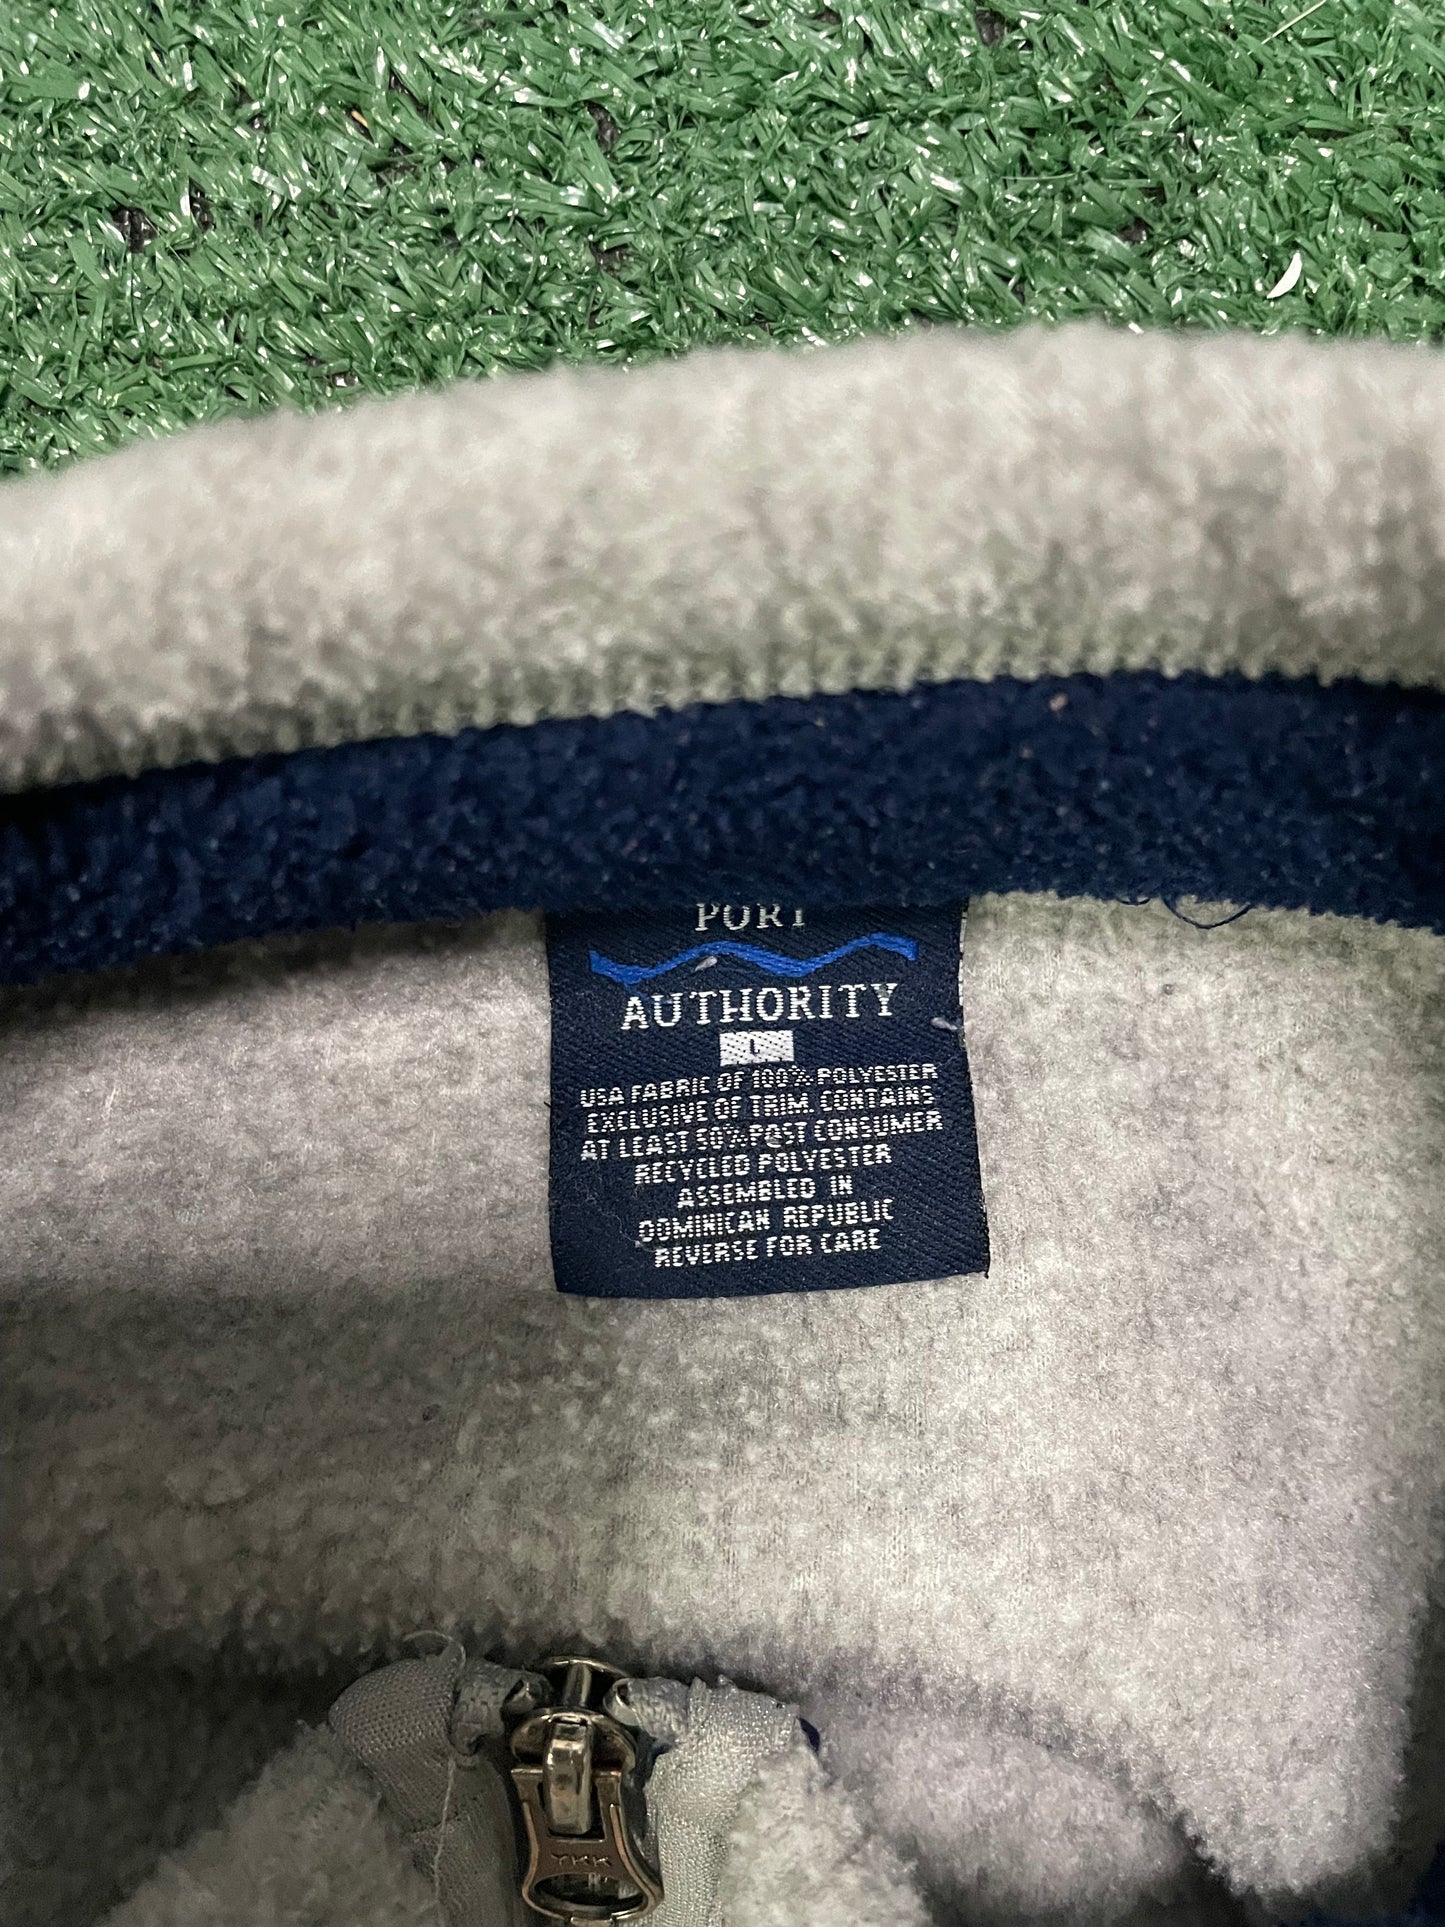 PORT
AUTHORITY
L
USA FABRIC OF 100% POLYESTER
EXCLUSIVE OF TRIM. CONTAINS
AT LEAST 50% POST CONSUMER
RECYCLED POLYESTER
ASSEMBLED IN
DOMINICAN REPUBLIC
REVERSE FOR CARE
YKK